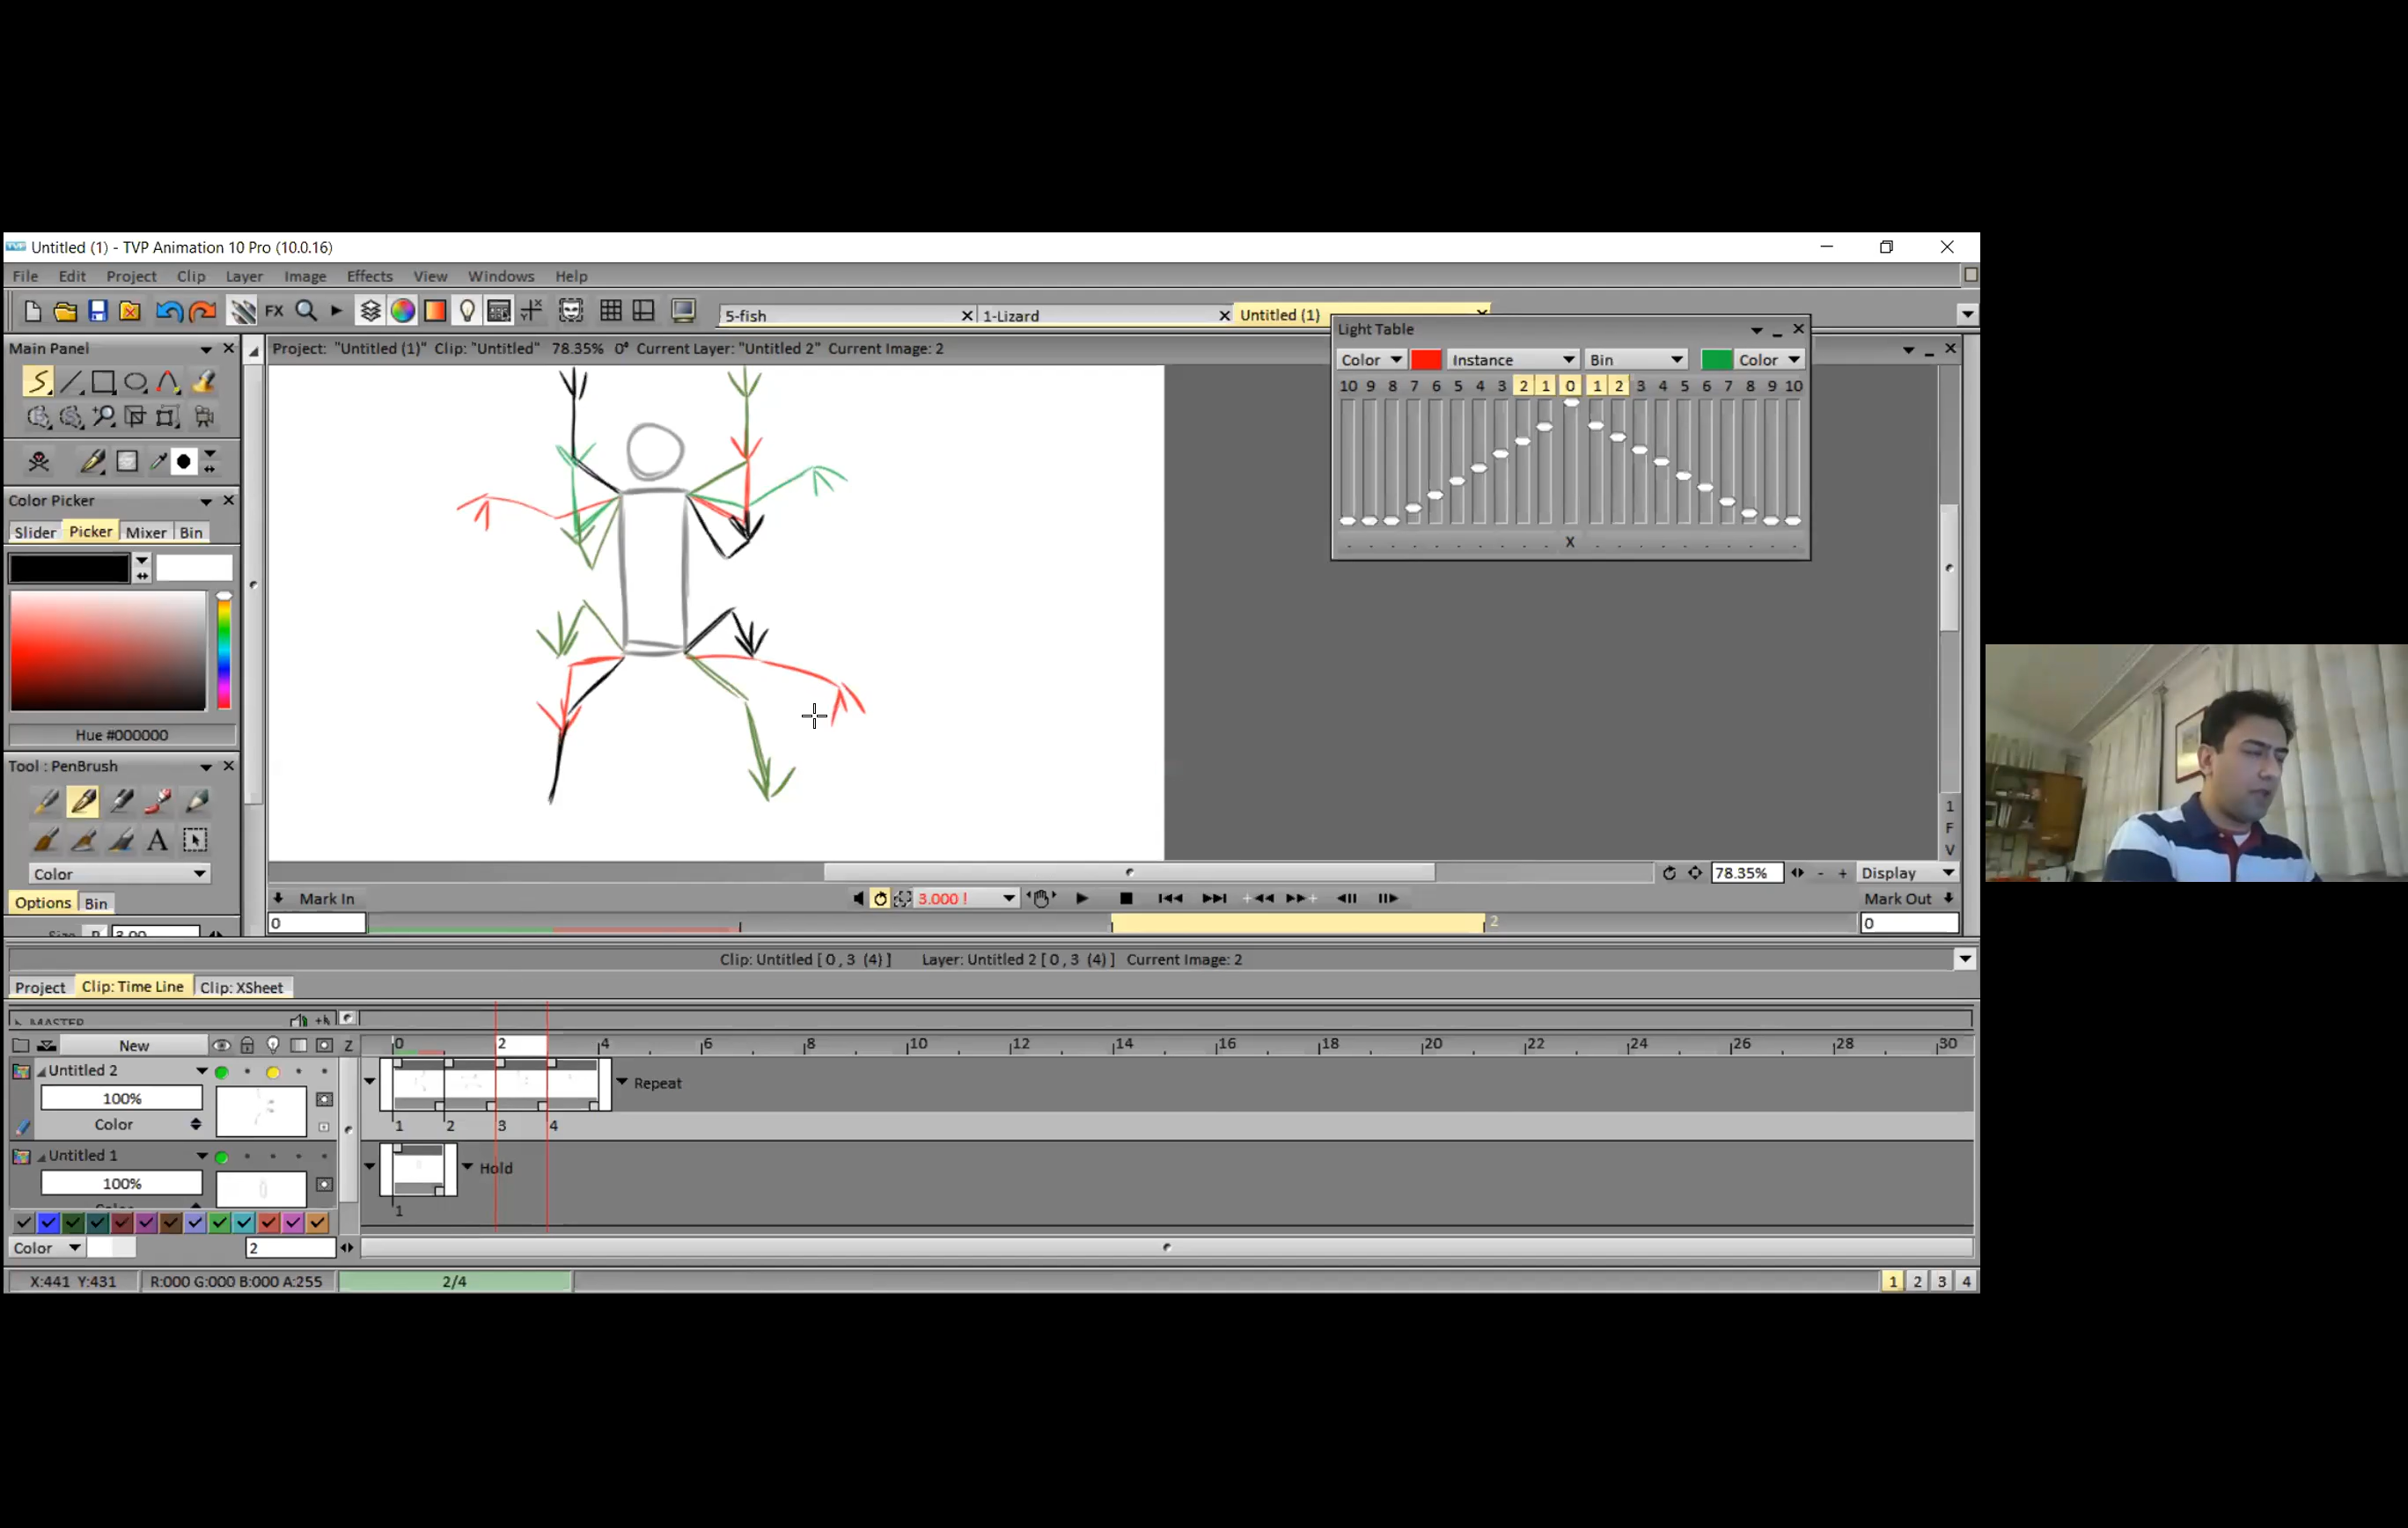 Untitled (1) - TVP Animation 10 Pro (10.0.16)
File Edit Project Clip Layer Image Effects View Windows Help
FX 5-fish 1-Lizard Untitled (1)
Main Panel
Project: "Untitled (1)" Clip: "Untitled" 78.35% 0° Current Layer: "Untitled 2" Current Image: 2
Light Table
Color Instance Bin Color
10 9 8 7 6 5 4 3 2 1 0 1 2 3 4 5 6 7 8 9 10
X
Color Picker
Slider Picker Mixer Bin
Hue #000000
Tool : PenBrush
A
Color
Options Bin
Size P 3.00
1
F
V
78.35% - + Display
Mark In 3.000 ! Mark Out
0 2 0
Clip: Untitled [ 0 , 3 (4) ] Layer: Untitled 2 [ 0 , 3 (4) ] Current Image: 2
Project Clip: Time Line Clip: XSheet
MASTER
New Z 0 2 4 6 8 10 12 14 16 18 20 22 24 26 28 30
Untitled 2
100%
Color
Repeat
1 2 3 4
Untitled 1
100%
Color
Hold
1
Color 2
X:441 Y:431 R:000 G:000 B:000 A:255 2/4 1 2 3 4